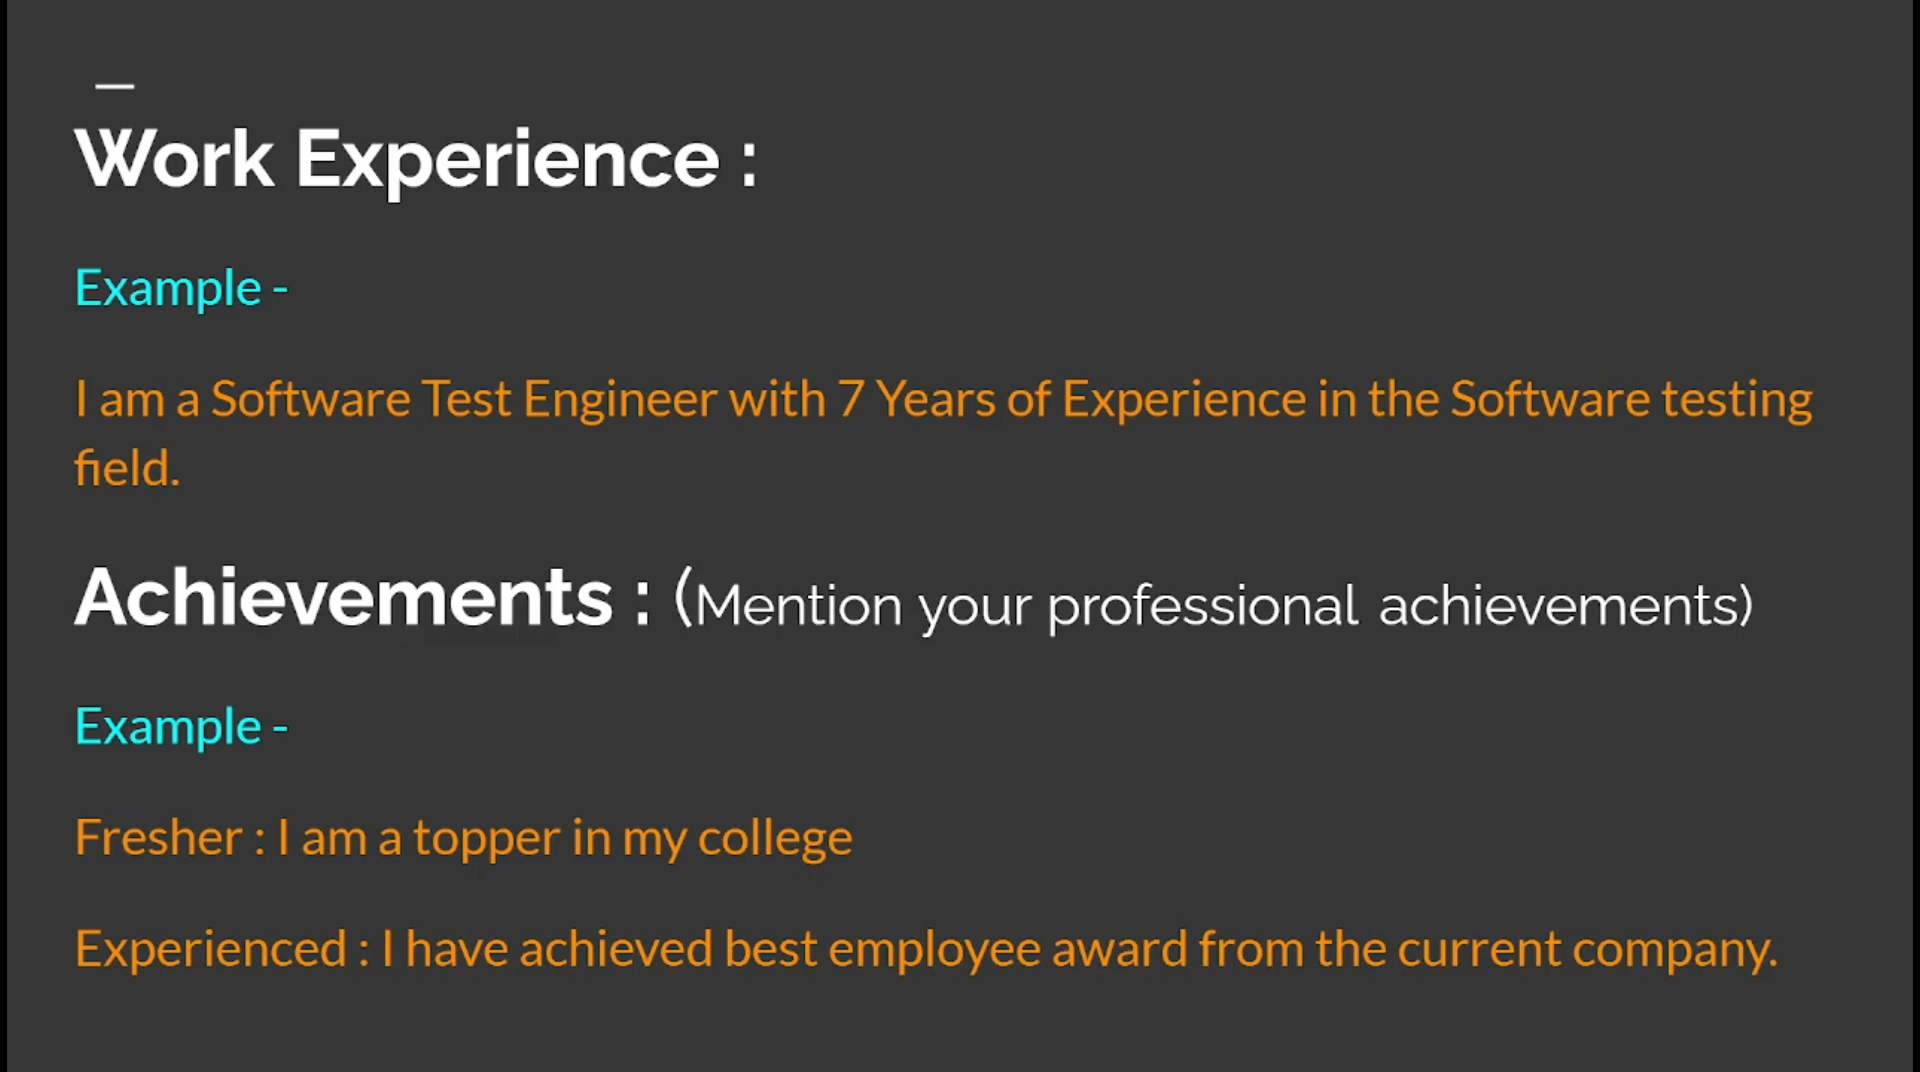 Work Experience :
Example -
I am a Software Test Engineer with 7 Years of Experience in the Software testing
field.
Achievements : (Mention your professional achievements)
Example -
Fresher : I am a topper in my college
Experienced : I have achieved best employee award from the current company.